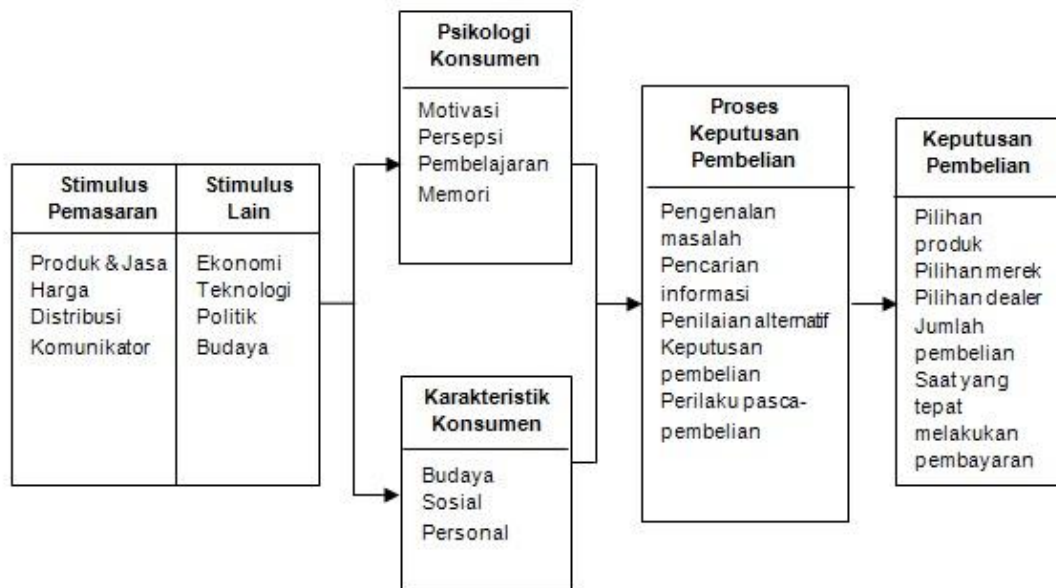 Stimulus
Pemasaran
Produk & Jasa
Harga
Distribusi
Komunikator
Stimulus
Lain
Ekonomi
Teknologi
Politik
Budaya
Psikologi
Konsumen
Motivasi
Persepsi
Pembelajaran
Memori
Karakteristik
Konsumen
Budaya
Sosial
Personal
Proses
Keputusan
Pembelian
Pengenalan
masalah
Pencarian
informasi
Penilaian alternatif
Keputusan
pembelian
Perilaku pasca-
pembelian
Keputusan
Pembelian
Pilihan
produk
Pilihan merek
Pilihan dealer
Jumlah
pembelian
Saat yang
tepat
melakukan
pembayaran